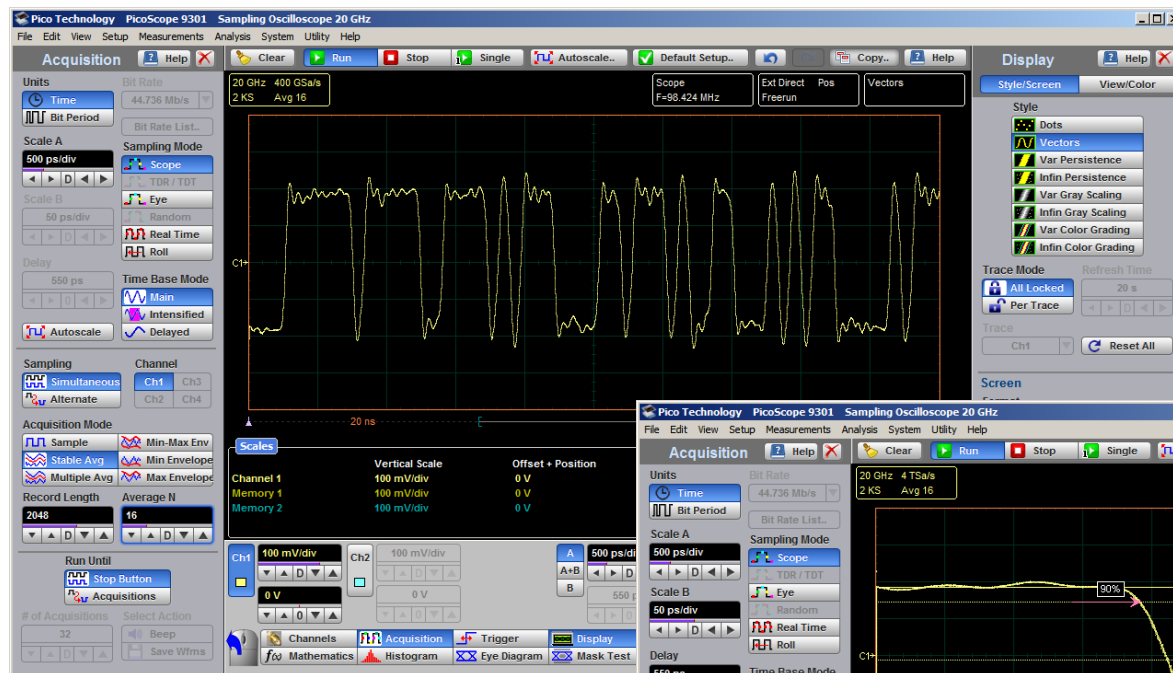 Pico Technology PicoScope 9301 Sampling Oscilloscope 20 GHz
File Edit View Setup Measurements Analysis System Utility Help
Acquisition Help
Clear Run Stop Single Autoscale.. Default Setup.. Copy.. Help
Display Help
Units
Time
Bit Period
Scale A
500 ps/div
D
Scale B
50 ps/div
D
Delay
550 ps
0
Autoscale
Bit Rate
44.736 Mb/s
Bit Rate List..
Sampling Mode
Scope
TDR / TDT
Eye
Random
Real Time
Roll
Time Base Mode
Main
Intensified
Delayed
Sampling
Simultaneous
Alternate
Channel
Ch1 Ch3
Ch2 Ch4
Acquisition Mode
Sample Min-Max Env
Stable Avg Min Envelope
Multiple Avg Max Envelope
Record Length Average N
2048 16
D D
Run Until
Stop Button
Acquisitions
# of Acquisitions Select Action
32 Beep
D Save Wfms
20 GHz 400 GSa/s
2 KS Avg 16
Scope
F=98.424 MHz
Ext Direct Pos
Freerun
Vectors
C1
20 ns
Scales
Vertical Scale Offset + Position
Channel 1 100 mV/div 0 V
Memory 1 100 mV/div 0 V
Memory 2 100 mV/div 0 V
Ch1 100 mV/div Ch2 100 mV/div A 500 ps/di
D D A+B D
0 V 0 V B 550 p
0 0
Channels Acquisition Trigger Display
f(x) Mathematics Histogram Eye Diagram Mask Test
Style/Screen View/Color
Style
Dots
Vectors
Var Persistence
Infin Persistence
Var Gray Scaling
Infin Gray Scaling
Var Color Grading
Infin Color Grading
Trace Mode Refresh Time
All Locked 20 s
Per Trace 0
Trace
Ch1 Reset All
Screen
Format
Pico Technology PicoScope 9301 Sampling Oscilloscope 20 GHz
File Edit View Setup Measurements Analysis System Utility Help
Acquisition Help
Clear Run Stop Single
Units
Time
Bit Period
Scale A
500 ps/div
D
Scale B
50 ps/div
D
Delay
550 ps
Bit Rate
44.736 Mb/s
Bit Rate List..
Sampling Mode
Scope
TDR / TDT
Eye
Random
Real Time
Roll
Time Base Mode
20 GHz 4 TSa/s
2 KS Avg 16
90%
C1